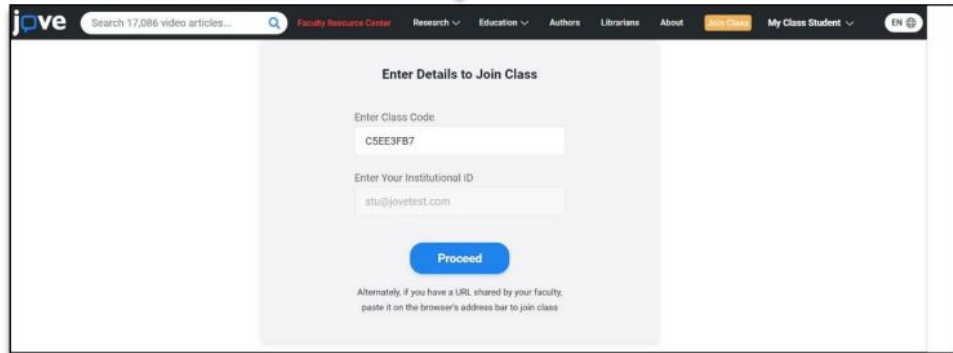 jove Search 17,086 video articles... Faculty Resource Center Research Education Authors Librarians About Join Class My Class Student EN
Enter Details to Join Class
Enter Class Code
C5EE3FB7
Enter Your Institutional ID
stu@jovetest.com
Proceed
Alternately, if you have a URL shared by your faculty,
paste it on the browser's address bar to join class